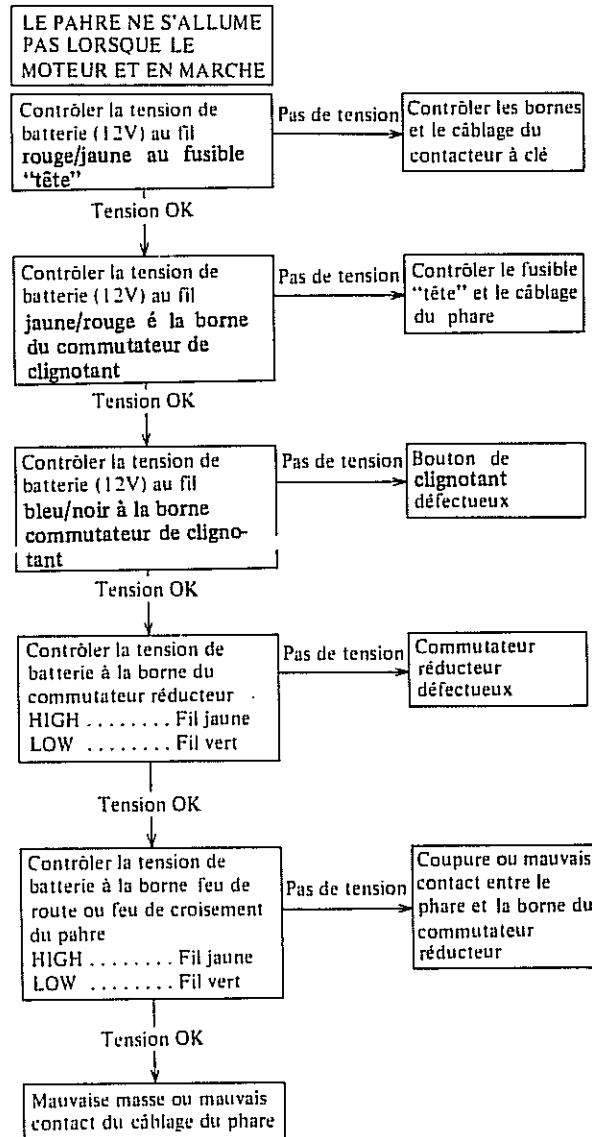 LE PAHRE NE S'ALLUME
PAS LORSQUE LE
MOTEUR ET EN MARCHE
Contrôler la tension de
batterie (12V) au fil
rouge/jaune au fusible
"tête"
Pas de tension
Contrôler les bornes
et le câblage du
contacteur à clé
Tension OK
Contrôler la tension de
batterie (12V) au fil
jaune/rouge é la borne
du commutateur de
clignotant
Pas de tension
Contrôler le fusible
"tête" et le câblage
du phare
Tension OK
Contrôler la tension de
batterie (12V) au fil
bleu/noir à la borne
commutateur de cligno-
tant
Pas de tension
Bouton de
clignotant
défectueux
Tension OK
Contrôler la tension de
batterie à la borne du
commutateur réducteur
HIGH ........ Fil jaune
LOW ........ Fil vert
Pas de tension
Commutateur
réducteur
défectueux
Tension OK
Contrôler la tension de
batterie à la borne feu de
route ou feu de croisement
du pahre
HIGH ........ Fil jaune
LOW ........ Fil vert
Pas de tension
Coupure ou mauvais
contact entre le
phare et la borne du
commutateur
réducteur
Tension OK
Mauvaise masse ou mauvais
contact du câblage du phare